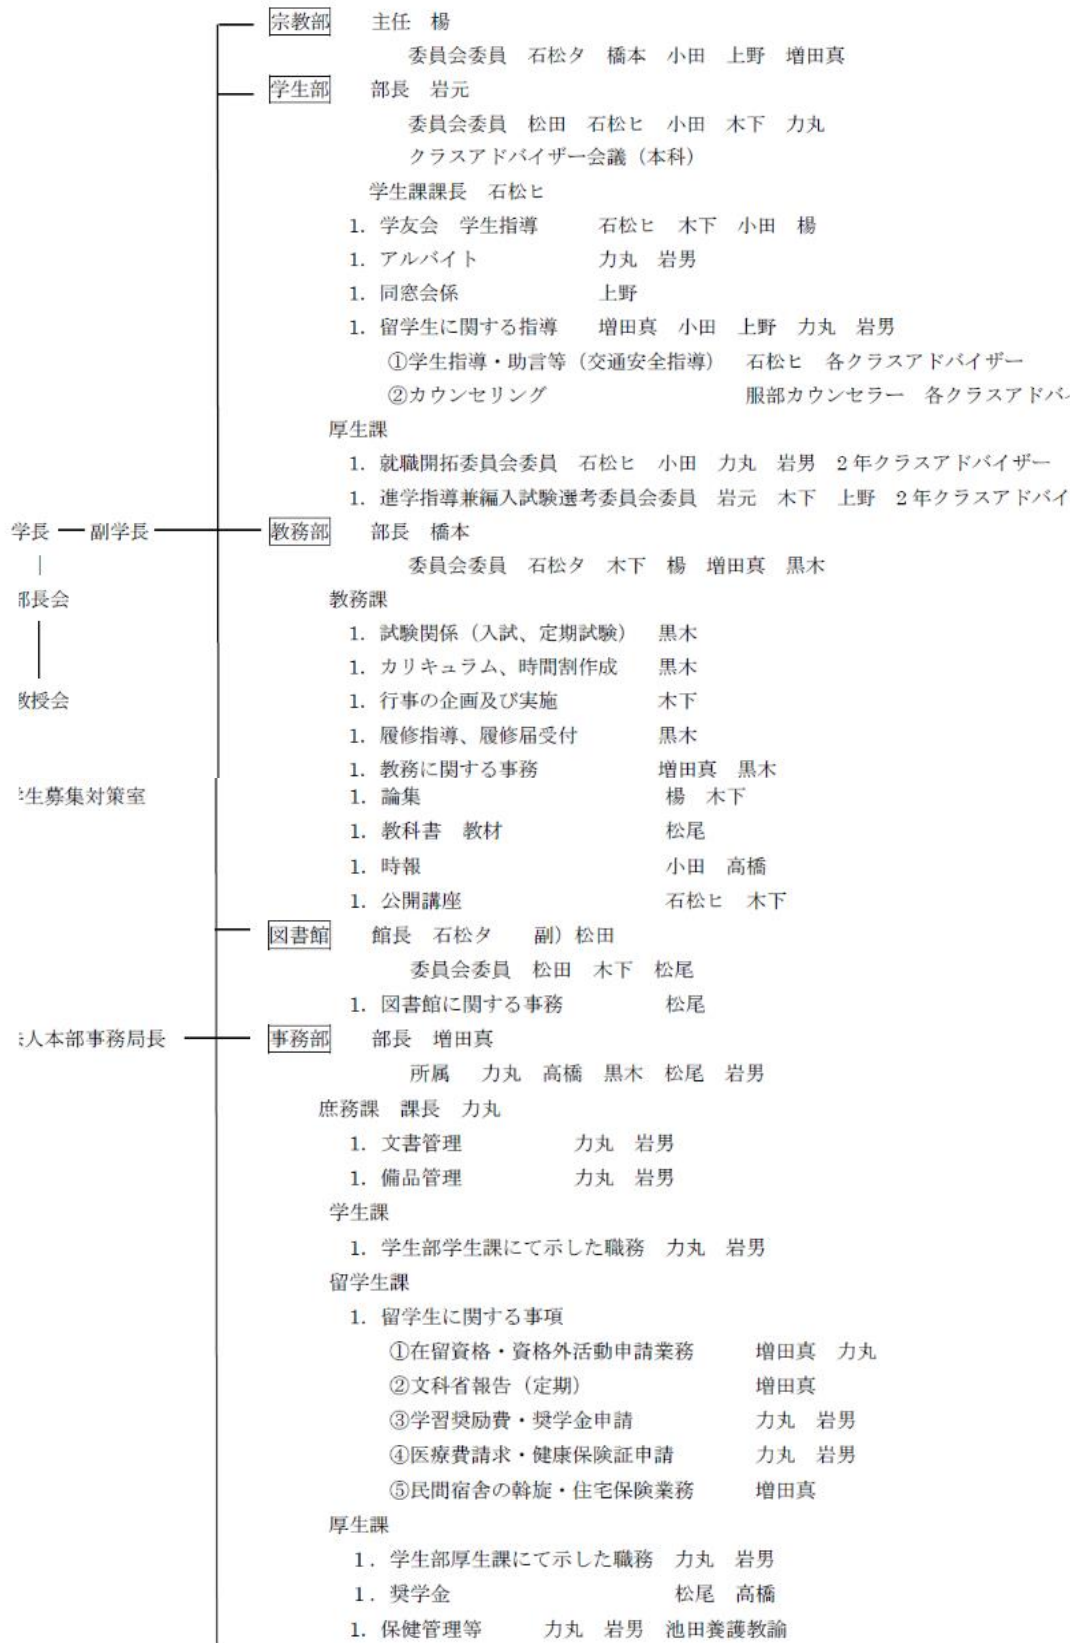 宗教部 主任 楊
委員会委員 石松タ 橋本 小田 上野 増田真
学生部 部長 岩元
委員会委員 松田 石松ヒ 小田 木下 力丸
クラスアドバイザー会議（本科）
学生課課長 石松ヒ
1. 学友会 学生指導 石松ヒ 木下 小田 楊
1. アルバイト 力丸 岩男
1. 同窓会係 上野
1. 留学生に関する指導 増田真 小田 上野 力丸 岩男
①学生指導・助言等（交通安全指導） 石松ヒ 各クラスアドバイザー
②カウンセリング 服部カウンセラー 各クラスアドバ
厚生課
1. 就職開拓委員会委員 石松ヒ 小田 力丸 岩男 2年クラスアドバイザー
1. 進学指導兼編入試験選考委員会委員 岩元 木下 上野 2年クラスアドバイ
学長 副学長 教務部 部長 橋本
委員会委員 石松タ 木下 楊 増田真 黒木
部長会 教務課
1. 試験関係（入試、定期試験） 黒木
1. カリキュラム、時間割作成 黒木
教授会 1. 行事の企画及び実施 木下
1. 履修指導、履修届受付 黒木
1. 教務に関する事務 増田真 黒木
生募集対策室 1. 論集 楊 木下
1. 教科書 教材 松尾
1. 時報 小田 高橋
1. 公開講座 石松ヒ 木下
図書館 館長 石松タ 副）松田
委員会委員 松田 木下 松尾
1. 図書館に関する事務 松尾
人本部事務局長 事務部 部長 増田真
所属 力丸 高橋 黒木 松尾 岩男
庶務課 課長 力丸
1. 文書管理 力丸 岩男
1. 備品管理 力丸 岩男
学生課
1. 学生部学生課にて示した職務 力丸 岩男
留学生課
1. 留学生に関する事項
①在留資格・資格外活動申請業務 増田真 力丸
②文科省報告（定期） 増田真
③学習奨励費・奨学金申請 力丸 岩男
④医療費請求・健康保険証申請 力丸 岩男
⑤民間宿舎の斡旋・住宅保険業務 増田真
厚生課
1. 学生部厚生課にて示した職務 力丸 岩男
1. 奨学金 松尾 高橋
1. 保健管理等 力丸 岩男 池田養護教諭